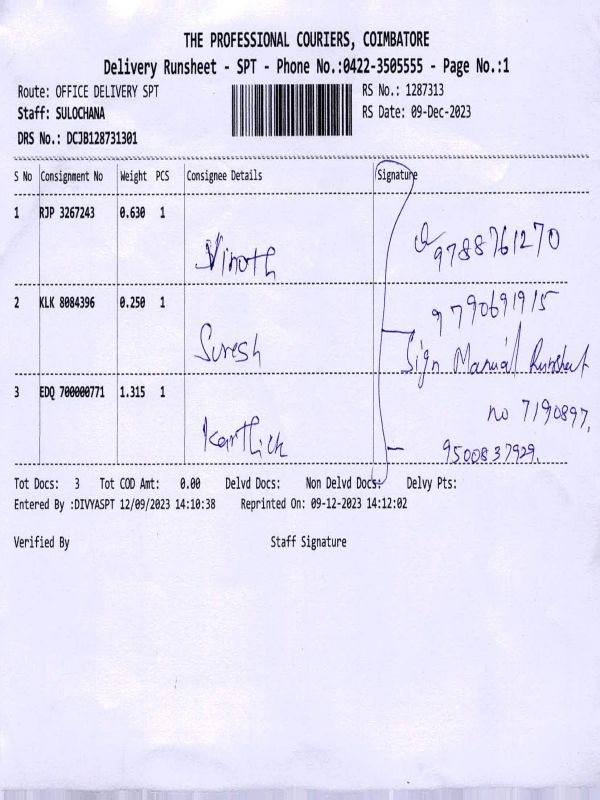 THE PROFESSIONAL COURIERS, COIMBATORE
Delivery Runsheet - SPT - Phone No.:0422-3505555 - Page No.:1
Route: OFFICE DELIVERY SPT RS No.: 1287313
Staff: SULOCHANA RS Date: 09-Dec-2023
DRS No.: DCJB128731301
S No Consignment No Weight PCS Consignee Details Signature
1 RJP 3267243 0.630 1
Vinoth 9788761270
2 KLK 8084396 0.250 1 9790691915
Suresh Sign Manual Runsheet
3 EDQ 700000771 1.315 1 no 7190897,
Karthick 9500837929.
Tot Docs: 3 Tot COD Amt: 0.00 Delvd Docs: Non Delvd Docs: Delvy Pts:
Entered By :DIVYASPT 12/09/2023 14:10:38 Reprinted On: 09-12-2023 14:12:02
Verified By Staff Signature